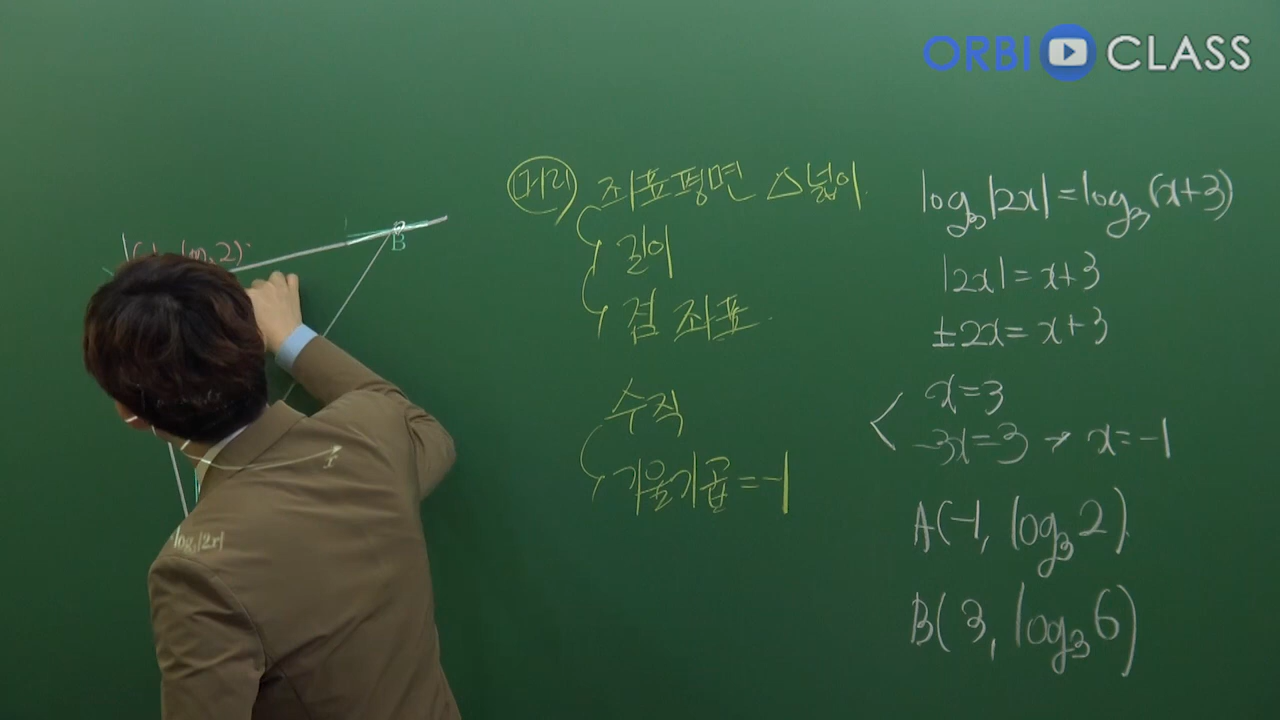 ORBI CLASS
머리 좌표평면 △넓이.
길이
점 좌표.
수직
기울기곱=-1
log₃|2x|=log₃(x+3)
|2x|=x+3
±2x=x+3
x=3
-3x=3 → x=-1
A(-1, log₃2).
B(3, log₃6)
B
2)
|2x|